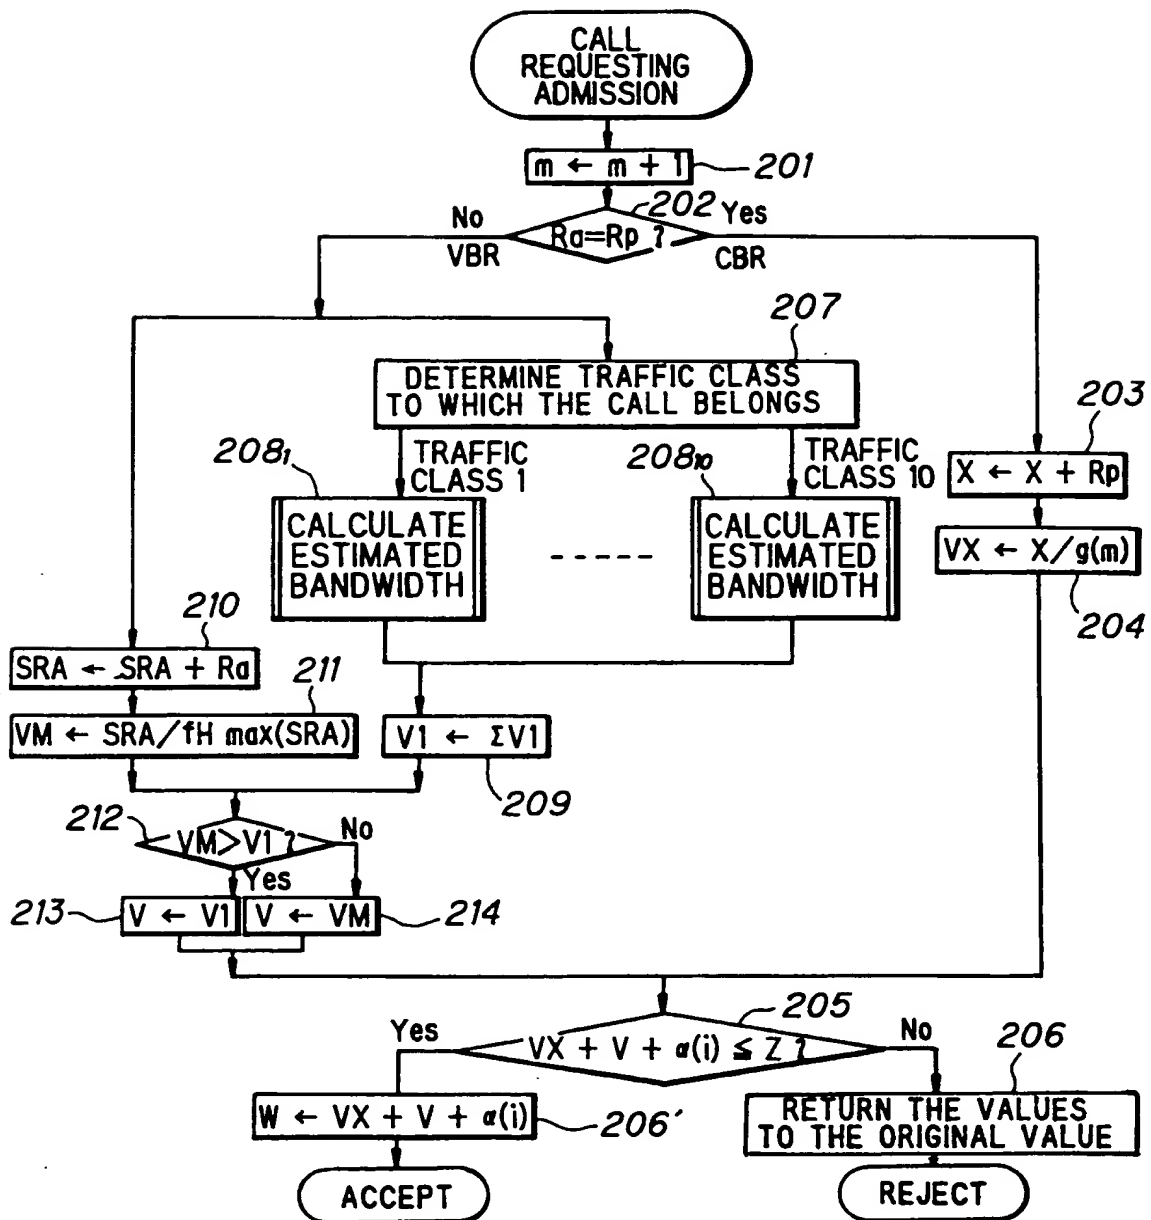 CALL
REQUESTING
ADMISSION
m ← m + 1
201
202
No
Yes
Ra=Rp ?
VBR
CBR
207
DETERMINE TRAFFIC CLASS
TO WHICH THE CALL BELONGS
203
208₁
TRAFFIC
CLASS 1
208₁₀
TRAFFIC
CLASS 10
X ← X + Rp
CALCULATE
ESTIMATED
BANDWIDTH
-----
CALCULATE
ESTIMATED
BANDWIDTH
VX ← X/g(m)
204
210
SRA ← SRA + Ra
211
VM ← SRA/fH max(SRA)
V1 ← ΣV1
209
212
VM>V1 ?
No
Yes
213
V ← V1
V ← VM
214
205
Yes
VX + V + α(i) ≤ Z ?
No
206
W ← VX + V + α(i)
206'
RETURN THE VALUES
TO THE ORIGINAL VALUE
ACCEPT
REJECT